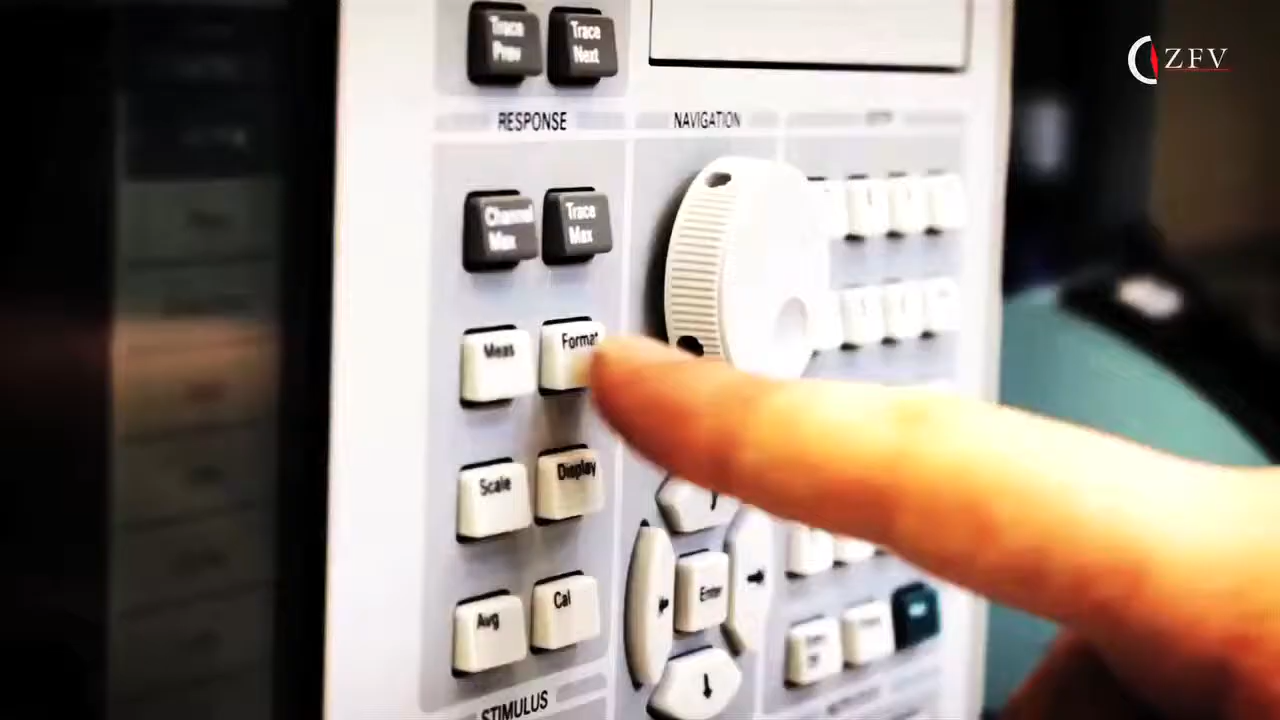 Trace
Prev
Trace
Next
ZFV
RESPONSE
NAVIGATION
Channel
Max
Trace
Max
Meas
Format
Scale
Display
Avg
Cal
Enter
STIMULUS